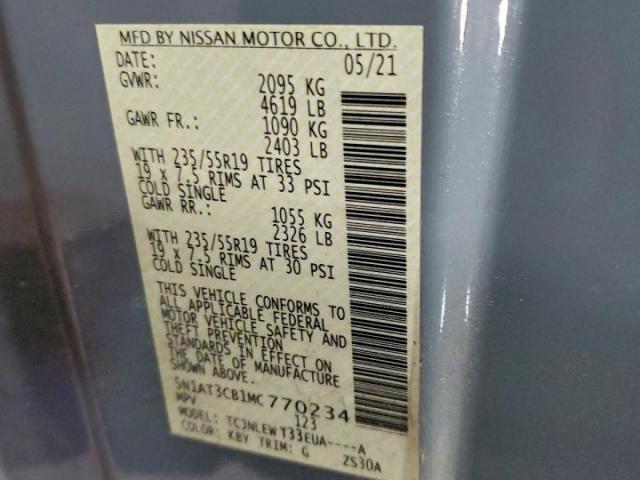 MFD BY NISSAN MOTOR CO., LTD.
DATE: 05/21
GVWR: 2095 KG
4619 LB
GAWR FR.: 1090 KG
2403 LB
WITH 235/55R19 TIRES
19 x 7.5 RIMS AT 33 PSI
COLD SINGLE
GAWR RR.: 1055 KG
2326 LB
WITH 235/55R19 TIRES
19 x 7.5 RIMS AT 30 PSI
COLD SINGLE
THIS VEHICLE CONFORMS TO
ALL APPLICABLE FEDERAL
MOTOR VEHICLE SAFETY AND
THEFT PREVENTION
STANDARDS IN EFFECT ON
THE DATE OF MANUFACTURE
SHOWN ABOVE.
5N1AT3CB1MC 770234
MPV 123
MODEL: TCJNLEW T33EUA----A
COLOR: KBY TRIM: G ZS30A